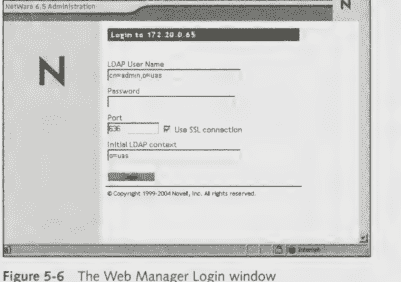 NetWare 6.5 Administration
N
Login to 172.20.0.65
N
LDAP User Name
cn=admin,o=uas
Password
Port
636
Use SSL connection
Initial LDAP context
o=uas
© Copyright 1999-2004 Novell, Inc. All rights reserved.
Internet
Figure 5-6 The Web Manager Login window